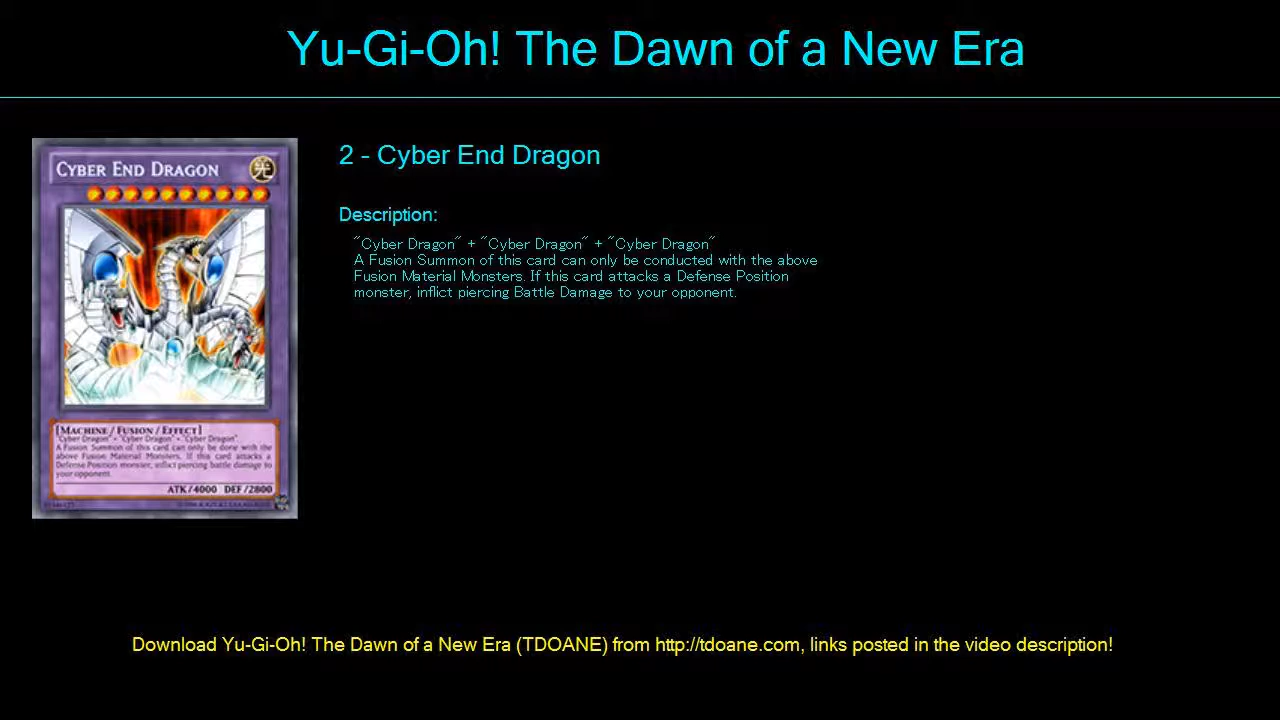 Yu-Gi-Oh! The Dawn of a New Era
CYBER END DRAGON
光
[MACHINE / FUSION / EFFECT]
"Cyber Dragon" + "Cyber Dragon" + "Cyber Dragon"
A Fusion Summon of this card can only be done with the
above Fusion Material Monsters. If this card attacks a
Defense Position monster, inflict piercing battle damage to
your opponent.
ATK/4000 DEF/2800
2 - Cyber End Dragon
Description:
"Cyber Dragon" + "Cyber Dragon" + "Cyber Dragon"
A Fusion Summon of this card can only be conducted with the above
Fusion Material Monsters. If this card attacks a Defense Position
monster, inflict piercing Battle Damage to your opponent.
Download Yu-Gi-Oh! The Dawn of a New Era (TDOANE) from http://tdoane.com, links posted in the video description!